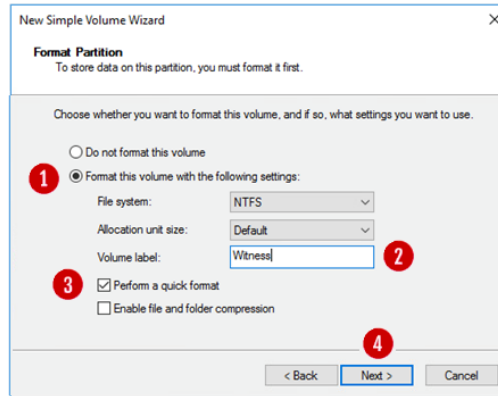 New Simple Volume Wizard
Format Partition
To store data on this partition, you must format it first.
Choose whether you want to format this volume, and if so, what settings you want to use.
Do not format this volume
1
Format this volume with the following settings:
File system: NTFS
Allocation unit size: Default
Volume label: Witness 2
3 Perform a quick format
Enable file and folder compression
4
< Back Next > Cancel